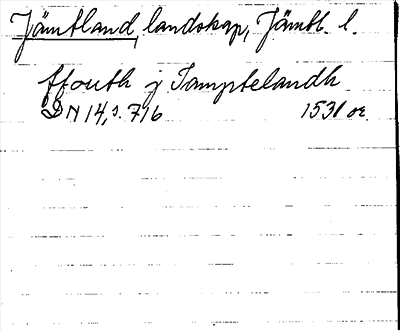 Jämtland, landskap, Jämtl. l.
ffouth j Jamptelandh
DN 14, s. 716 1531 or.